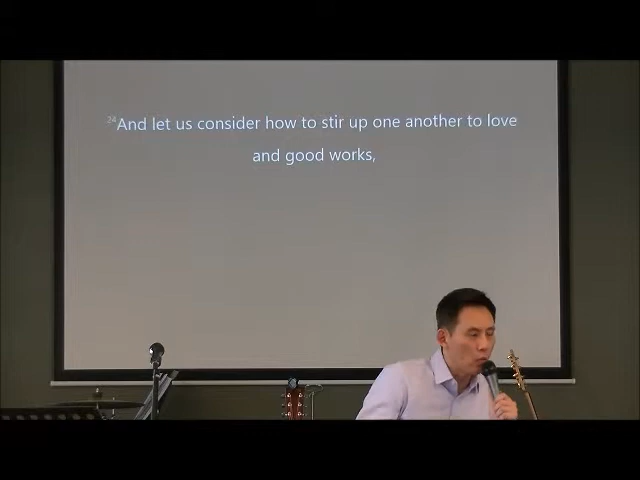 24And let us consider how to stir up one another to love
and good works,